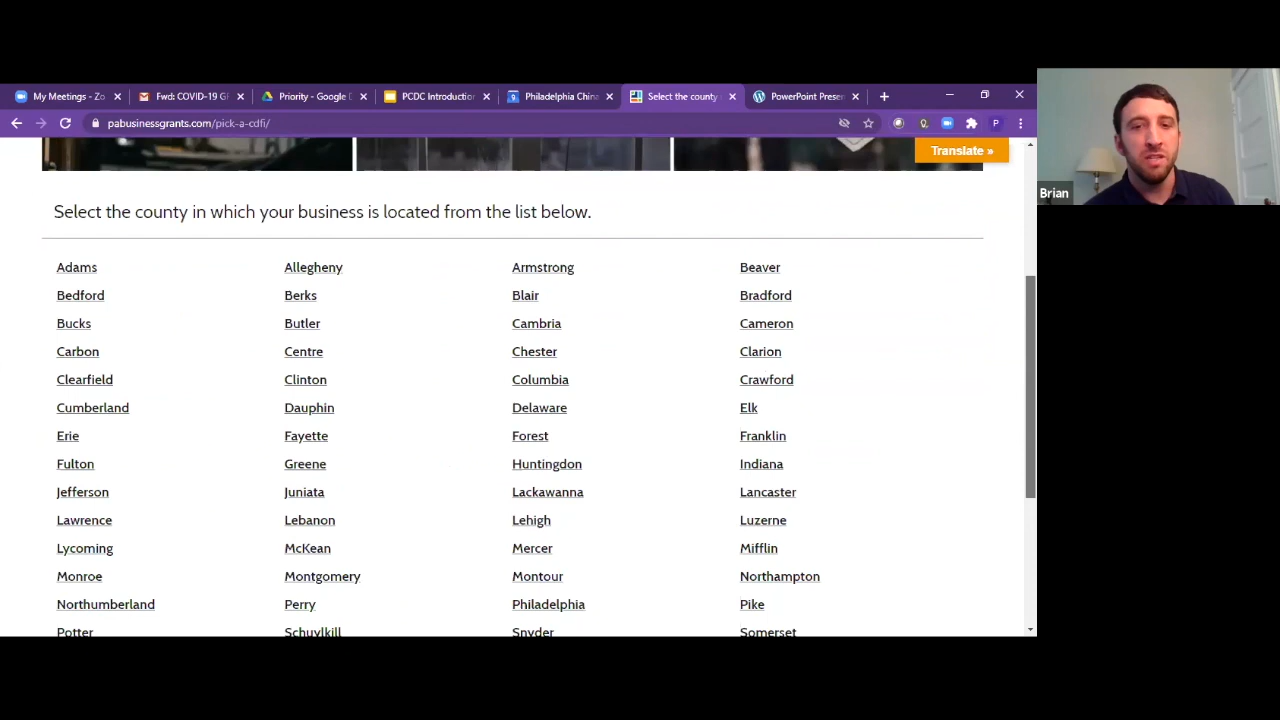 My Meetings - Zo
Fwd: COVID-19 G
Priority - Google D
PCDC Introductio
Philadelphia China
Select the county
PowerPoint Prese
pabusinessgrants.com/pick-a-cdfi/
P
Translate »
Brian
Select the county in which your business is located from the list below.
Adams Allegheny Armstrong Beaver
Bedford Berks Blair Bradford
Bucks Butler Cambria Cameron
Carbon Centre Chester Clarion
Clearfield Clinton Columbia Crawford
Cumberland Dauphin Delaware Elk
Erie Fayette Forest Franklin
Fulton Greene Huntingdon Indiana
Jefferson Juniata Lackawanna Lancaster
Lawrence Lebanon Lehigh Luzerne
Lycoming McKean Mercer Mifflin
Monroe Montgomery Montour Northampton
Northumberland Perry Philadelphia Pike
Potter Schuylkill Snyder Somerset